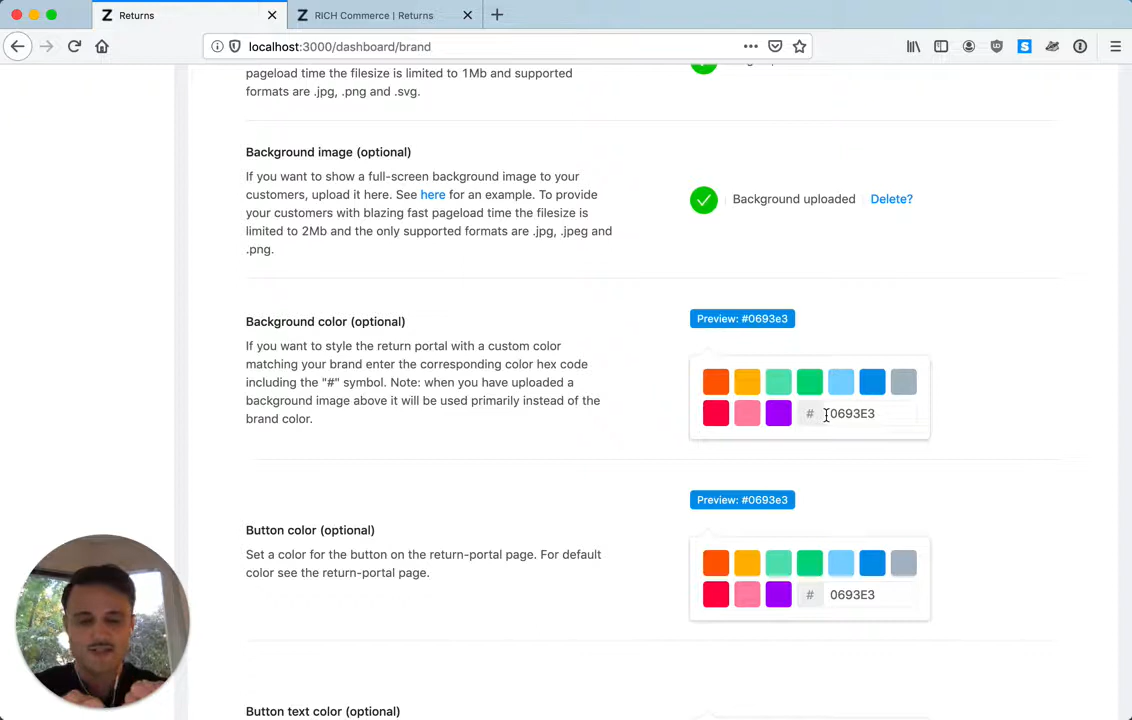 Returns
RICH Commerce | Returns
localhost:3000/dashboard/brand
pageload time the filesize is limited to 1Mb and supported
formats are .jpg, .png and .svg.
Background image (optional)
If you want to show a full-screen background image to your
customers, upload it here. See here for an example. To provide
your customers with blazing fast pageload time the filesize is
limited to 2Mb and the only supported formats are .jpg, .jpeg and
.png.
Background uploaded Delete?
Background color (optional)
If you want to style the return portal with a custom color
matching your brand enter the corresponding color hex code
including the "#" symbol. Note: when you have uploaded a
background image above it will be used primarily instead of the
brand color.
Preview: #0693e3
# 0693E3
Button color (optional)
Set a color for the button on the return-portal page. For default
color see the return-portal page.
Preview: #0693e3
# 0693E3
Button text color (optional)